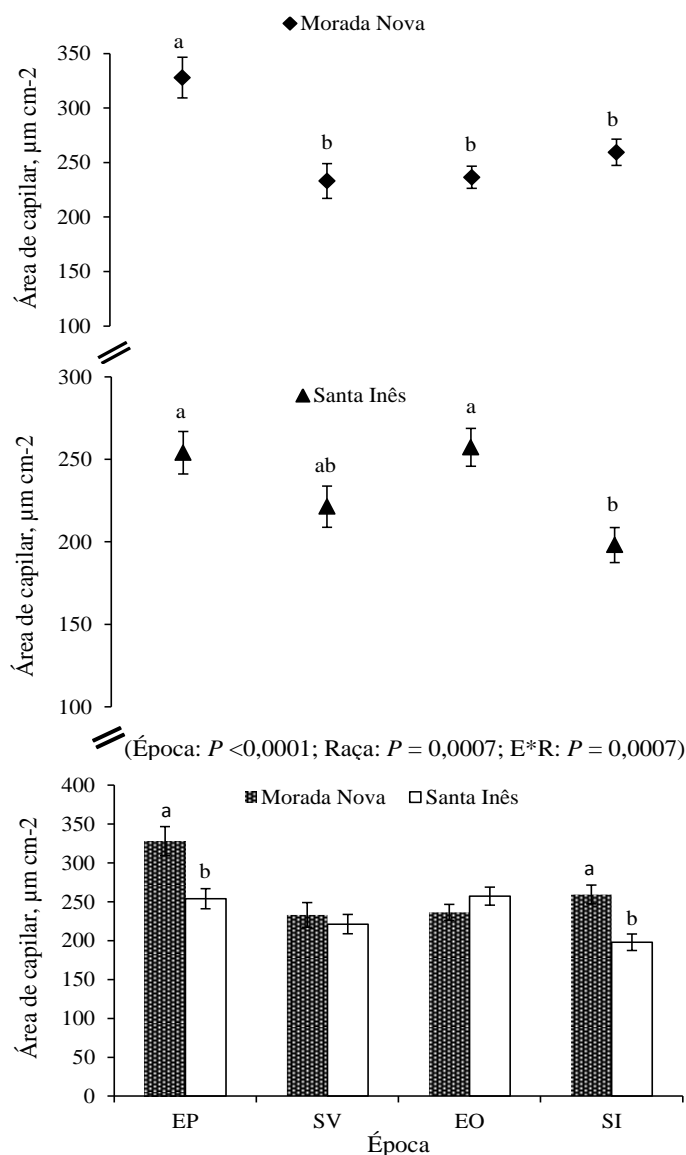 Morada Nova
Área de capilar, µm cm-2
350
300
250
200
150
100
a
b
b
b
Santa Inês
Área de capilar, µm cm-2
300
250
200
150
100
a
ab
a
b
(Época: P <0,0001; Raça: P = 0,0007; E*R: P = 0,0007)
Morada Nova Santa Inês
Área de capilar, µm cm-2
400
350
300
250
200
150
100
50
0
a
b
a
b
EP SV EO SI
Época